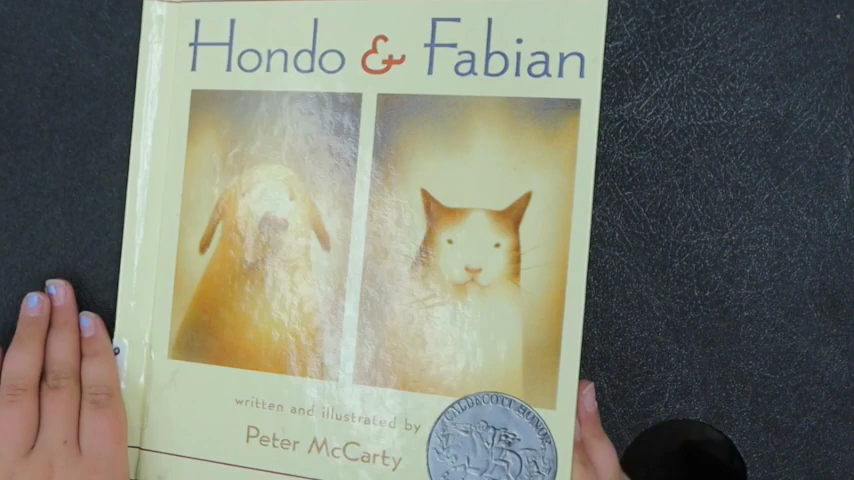 Hondo & Fabian
written and illustrated by
Peter McCarty
CALDECOTT HONOR